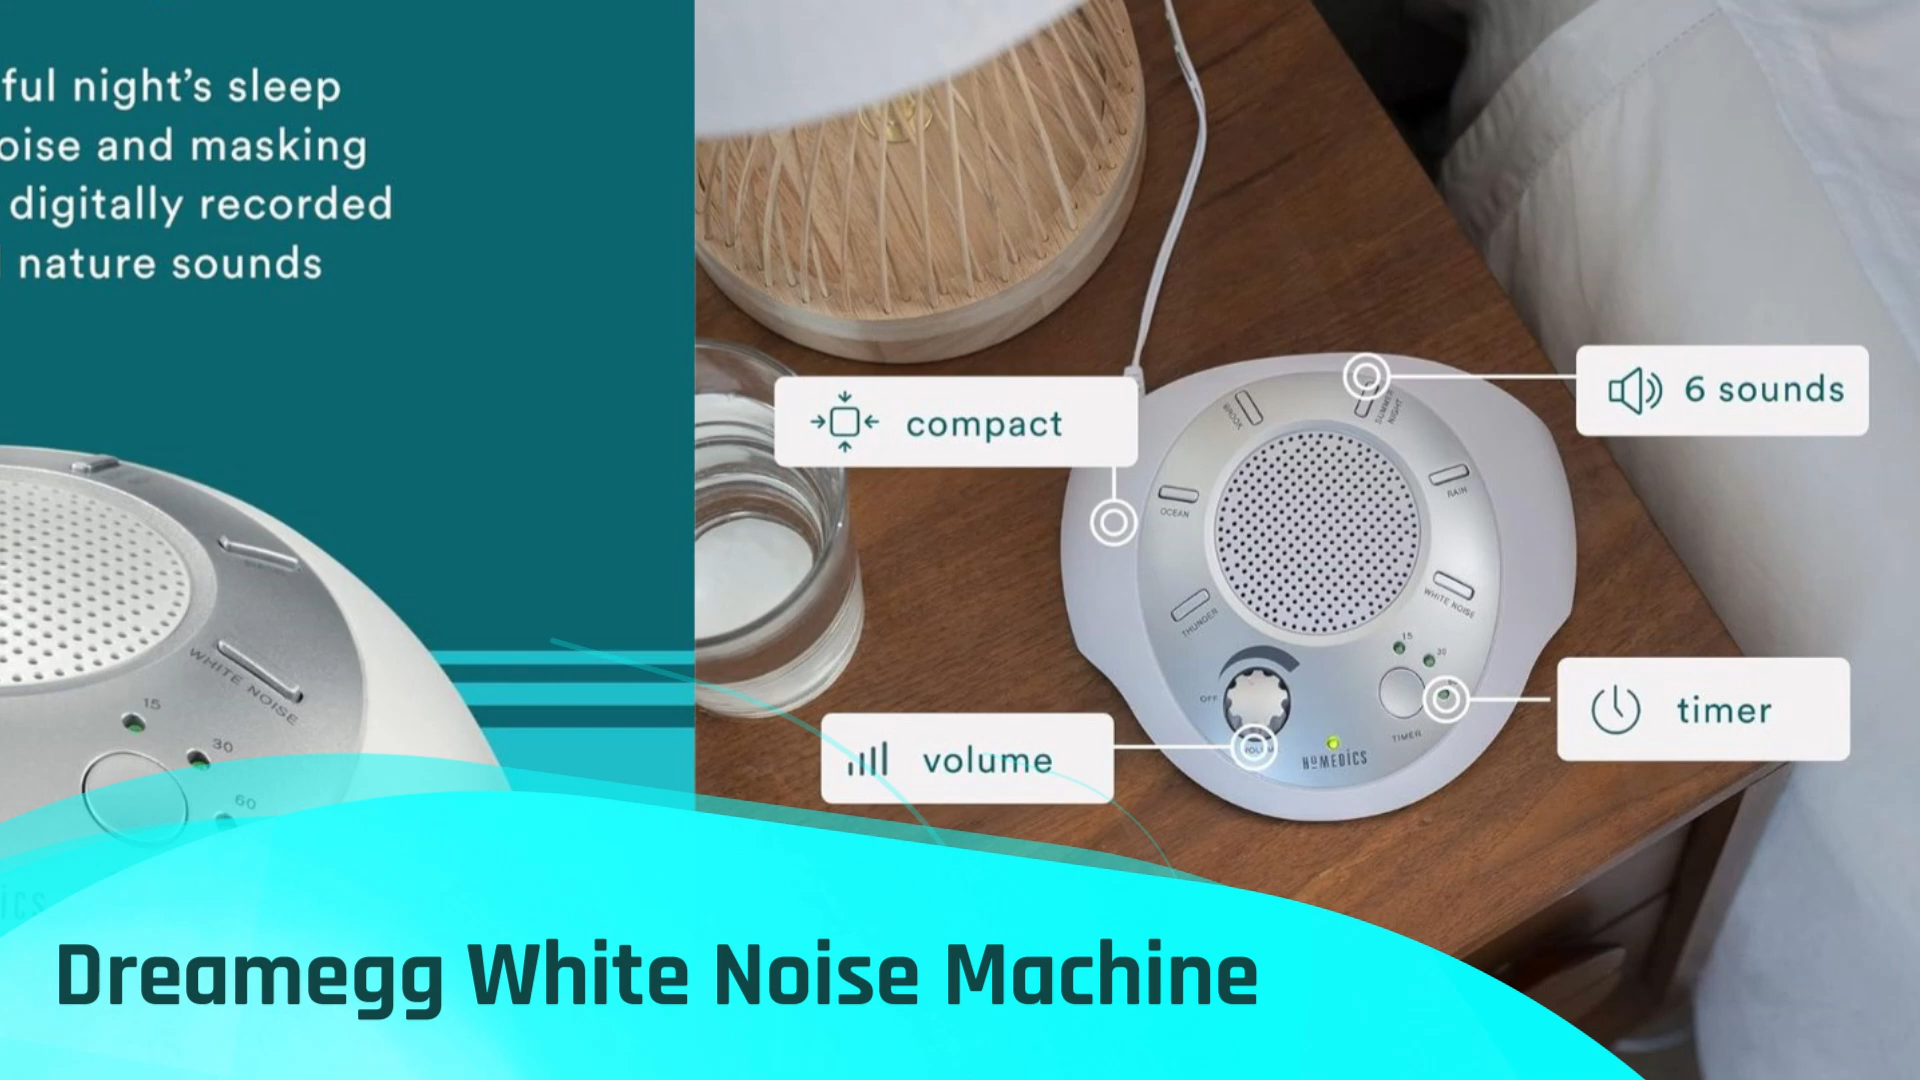 ful night's sleep
oise and masking
digitally recorded
nature sounds
compact
6 sounds
BROOK
SUMMER
NIGHT
OCEAN
RAIN
THUNDER
WHITE NOISE
15
30
OFF
TIMER
HOMEDICS
volume
timer
WHITE NOISE
15
30
60
ICS
Dreamegg White Noise Machine